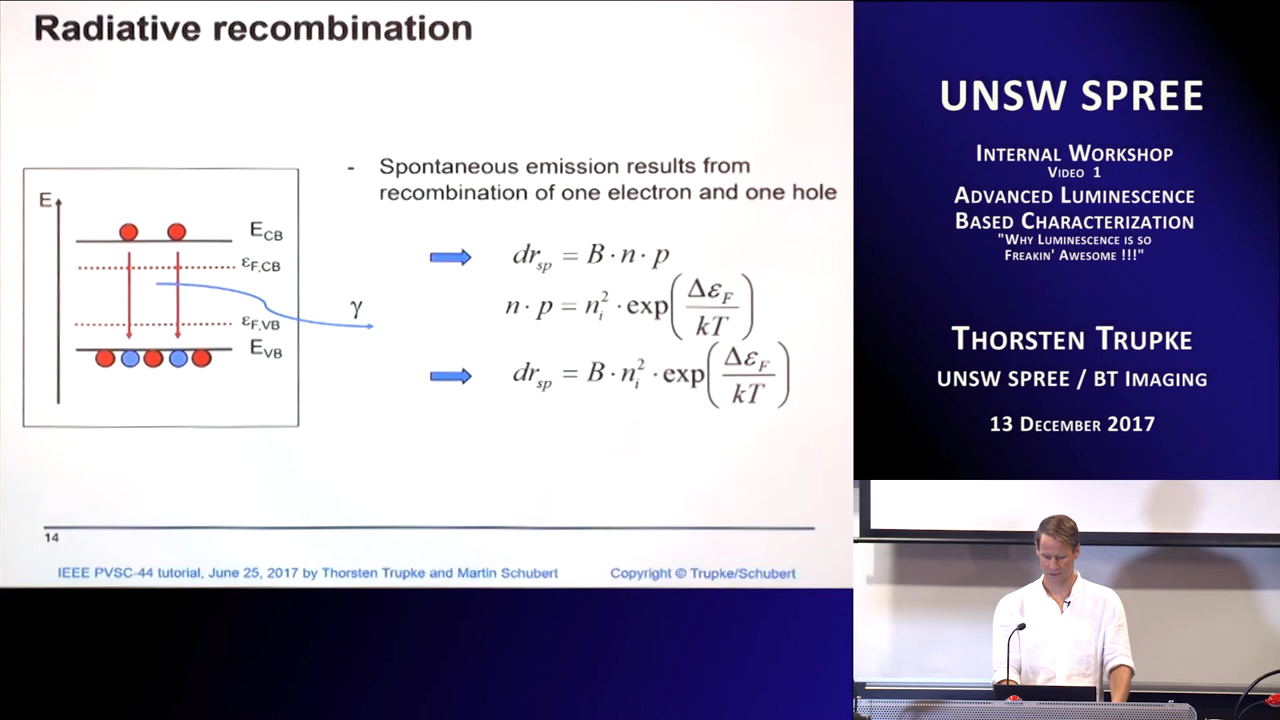 Radiative recombination
E
E_CB
ε_F,CB
ε_F,VB
E_VB
γ
- Spontaneous emission results from
recombination of one electron and one hole
dr_sp = B · n · p
n · p = n_i^2 · exp(Δε_F / kT)
dr_sp = B · n_i^2 · exp(Δε_F / kT)
14
IEEE PVSC-44 tutorial, June 25, 2017 by Thorsten Trupke and Martin Schubert
Copyright © Trupke/Schubert
UNSW SPREE
INTERNAL WORKSHOP
VIDEO 1
ADVANCED LUMINESCENCE
BASED CHARACTERIZATION
"WHY LUMINESCENCE IS SO
FREAKIN' AWESOME !!!"
THORSTEN TRUPKE
UNSW SPREE / BT IMAGING
13 DECEMBER 2017